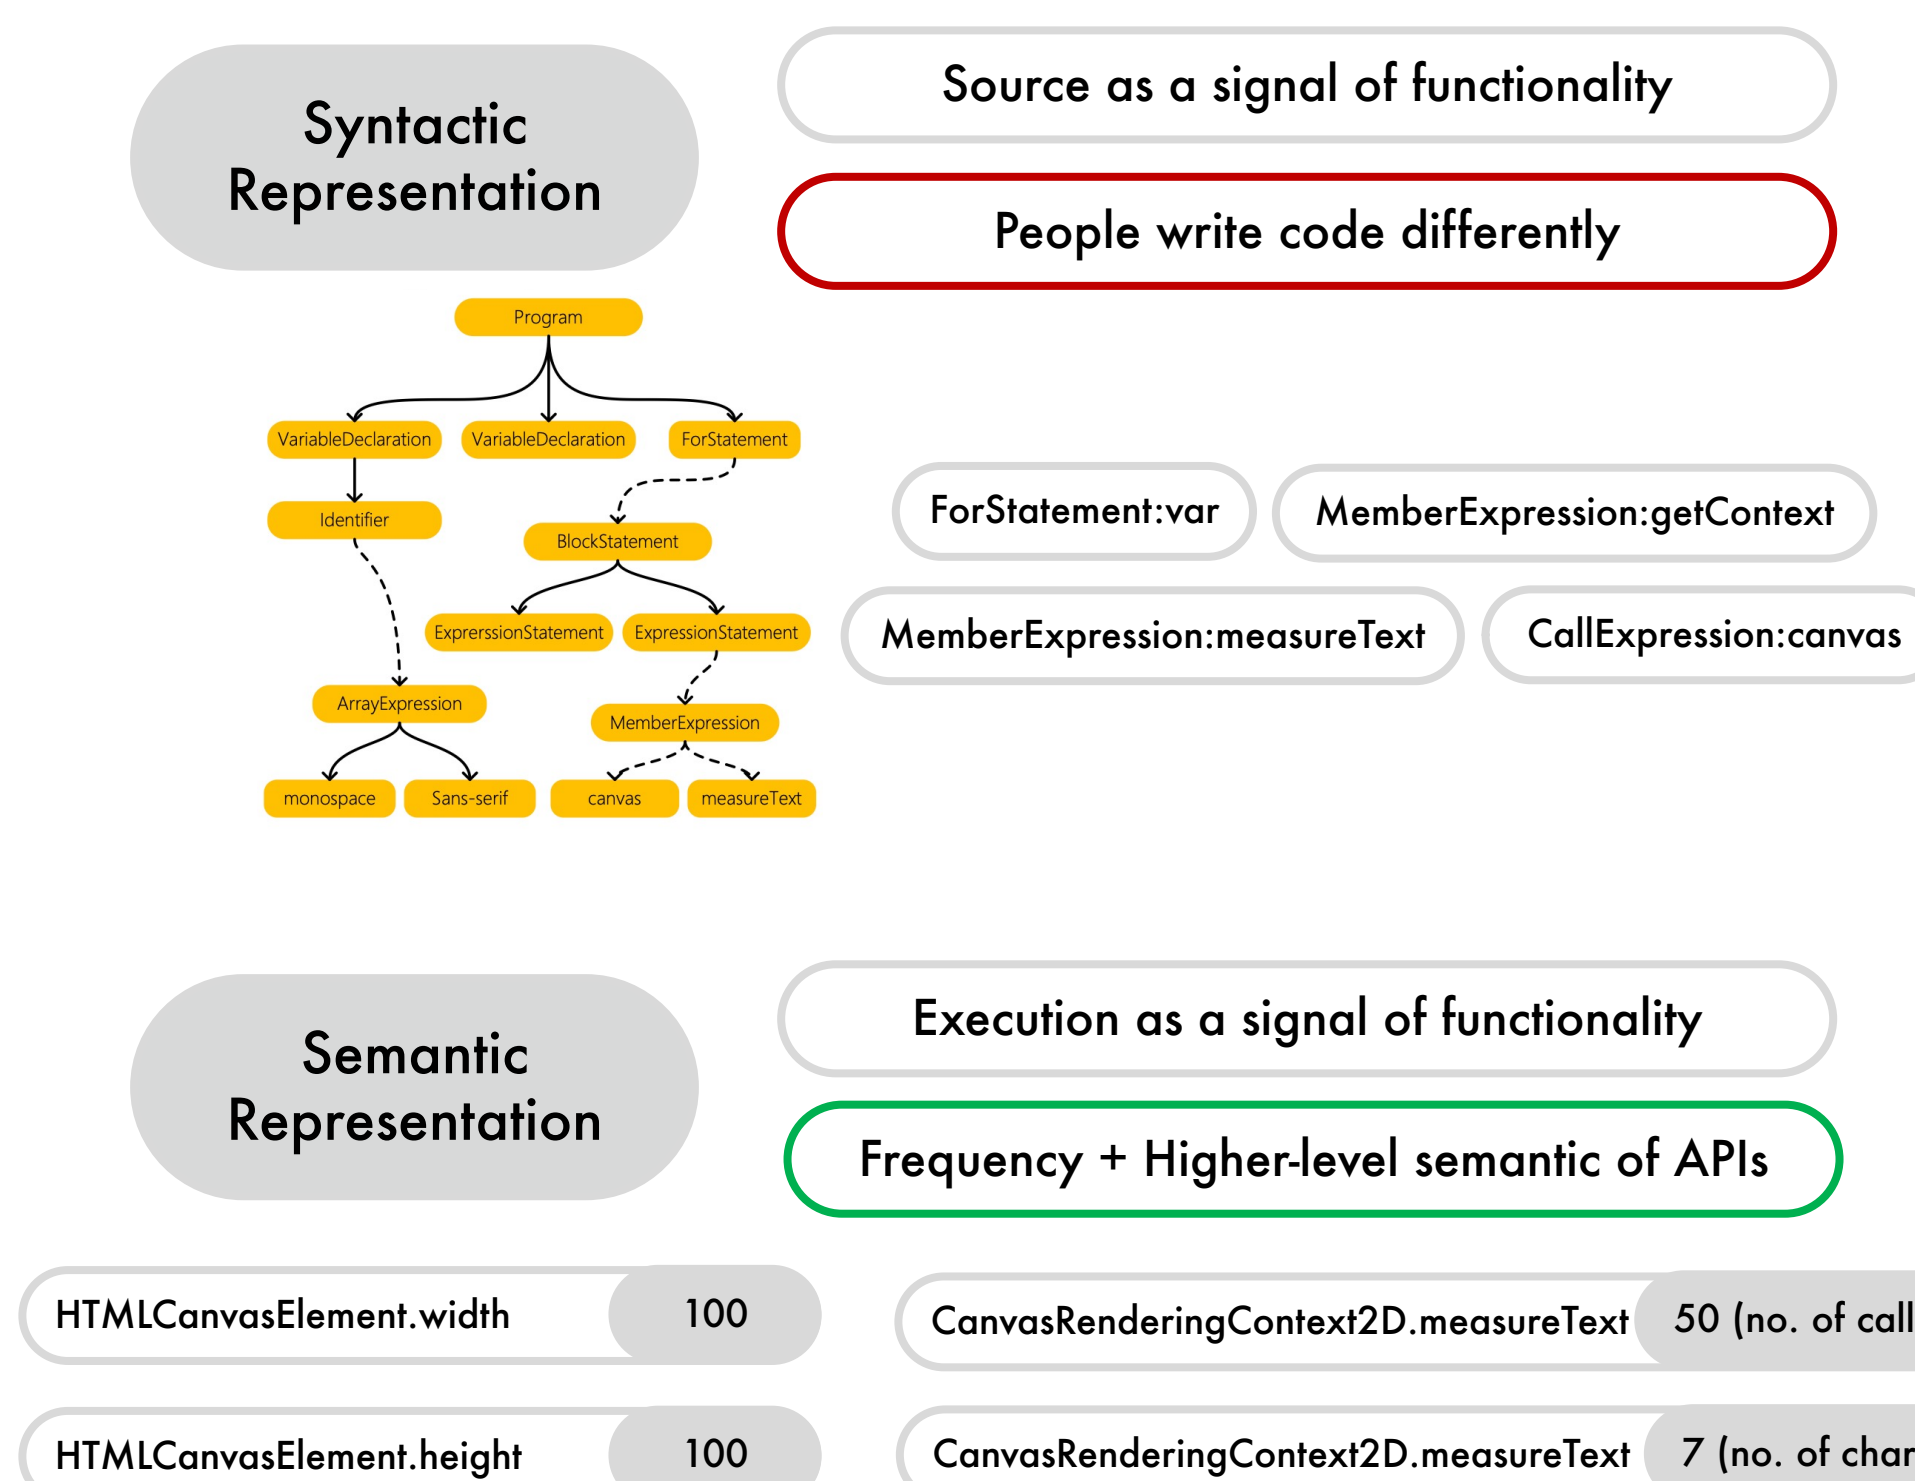 Syntactic
Representation
Source as a signal of functionality
People write code differently
Program
VariableDeclaration
VariableDeclaration
ForStatement
Identifier
BlockStatement
ExprerssionStatement
ExpressionStatement
ArrayExpression
MemberExpression
monospace
Sans-serif
canvas
measureText
ForStatement:var
MemberExpression:getContext
MemberExpression:measureText
CallExpression:canvas
Semantic
Representation
Execution as a signal of functionality
Frequency + Higher-level semantic of APIs
HTMLCanvasElement.width 100
CanvasRenderingContext2D.measureText 50 (no. of call
HTMLCanvasElement.height 100
CanvasRenderingContext2D.measureText 7 (no. of char